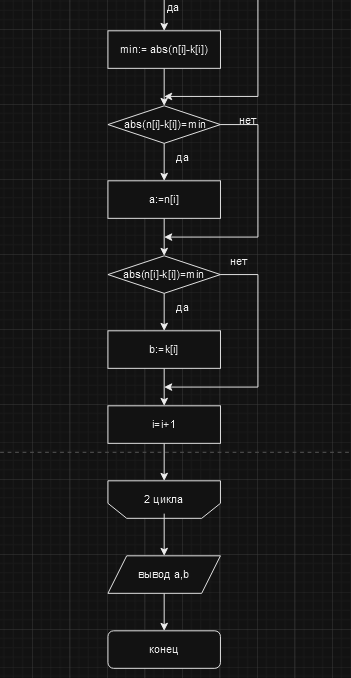 да
min:= abs(n[i]-k[i])
abs(n[i]-k[i])=min
нет
да
a:=n[i]
нет
abs(n[i]-k[i])=min
да
b:=k[i]
i=i+1
2 цикла
вывод a,b
конец